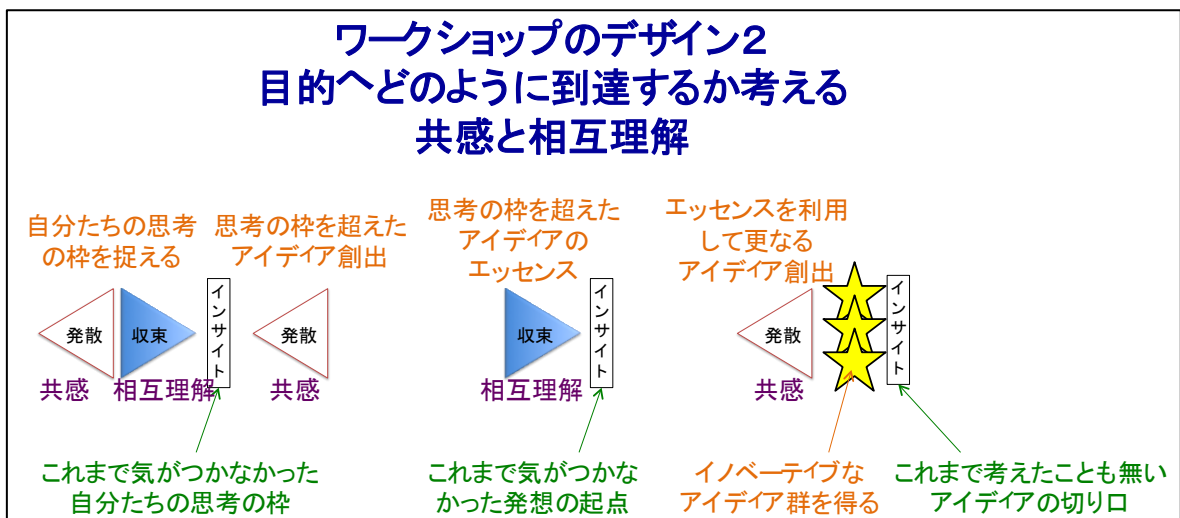 ワークショップのデザイン２
目的へどのように到達するか考える
共感と相互理解
自分たちの思考
の枠を捉える
思考の枠を超えた
アイデイア創出
思考の枠を超えた
アイデイアの
エッセンス
エッセンスを利用
して更なる
アイデイア創出
発散
収束
インサイト
発散
収束
インサイト
発散
インサイト
共感
相互理解
共感
相互理解
共感
これまで気がつかなかった
自分たちの思考の枠
これまで気がつかな
かった発想の起点
イノベーテイブな
アイデイア群を得る
これまで考えたことも無い
アイデイアの切り口